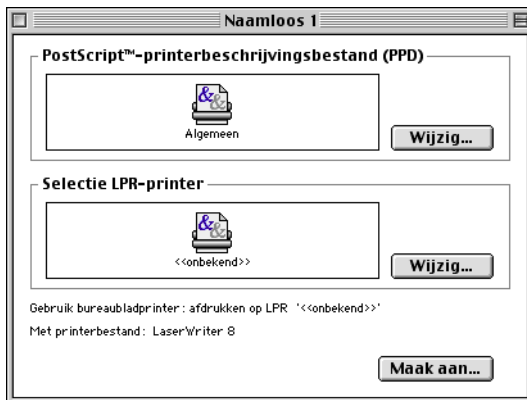 Naamloos 1
PostScript™-printerbeschrijvingsbestand (PPD)
Algemeen
Wijzig...
Selectie LPR-printer
<<onbekend>>
Wijzig...
Gebruik bureaubladprinter: afdrukken op LPR '<<onbekend>>'
Met printerbestand: LaserWriter 8
Maak aan...